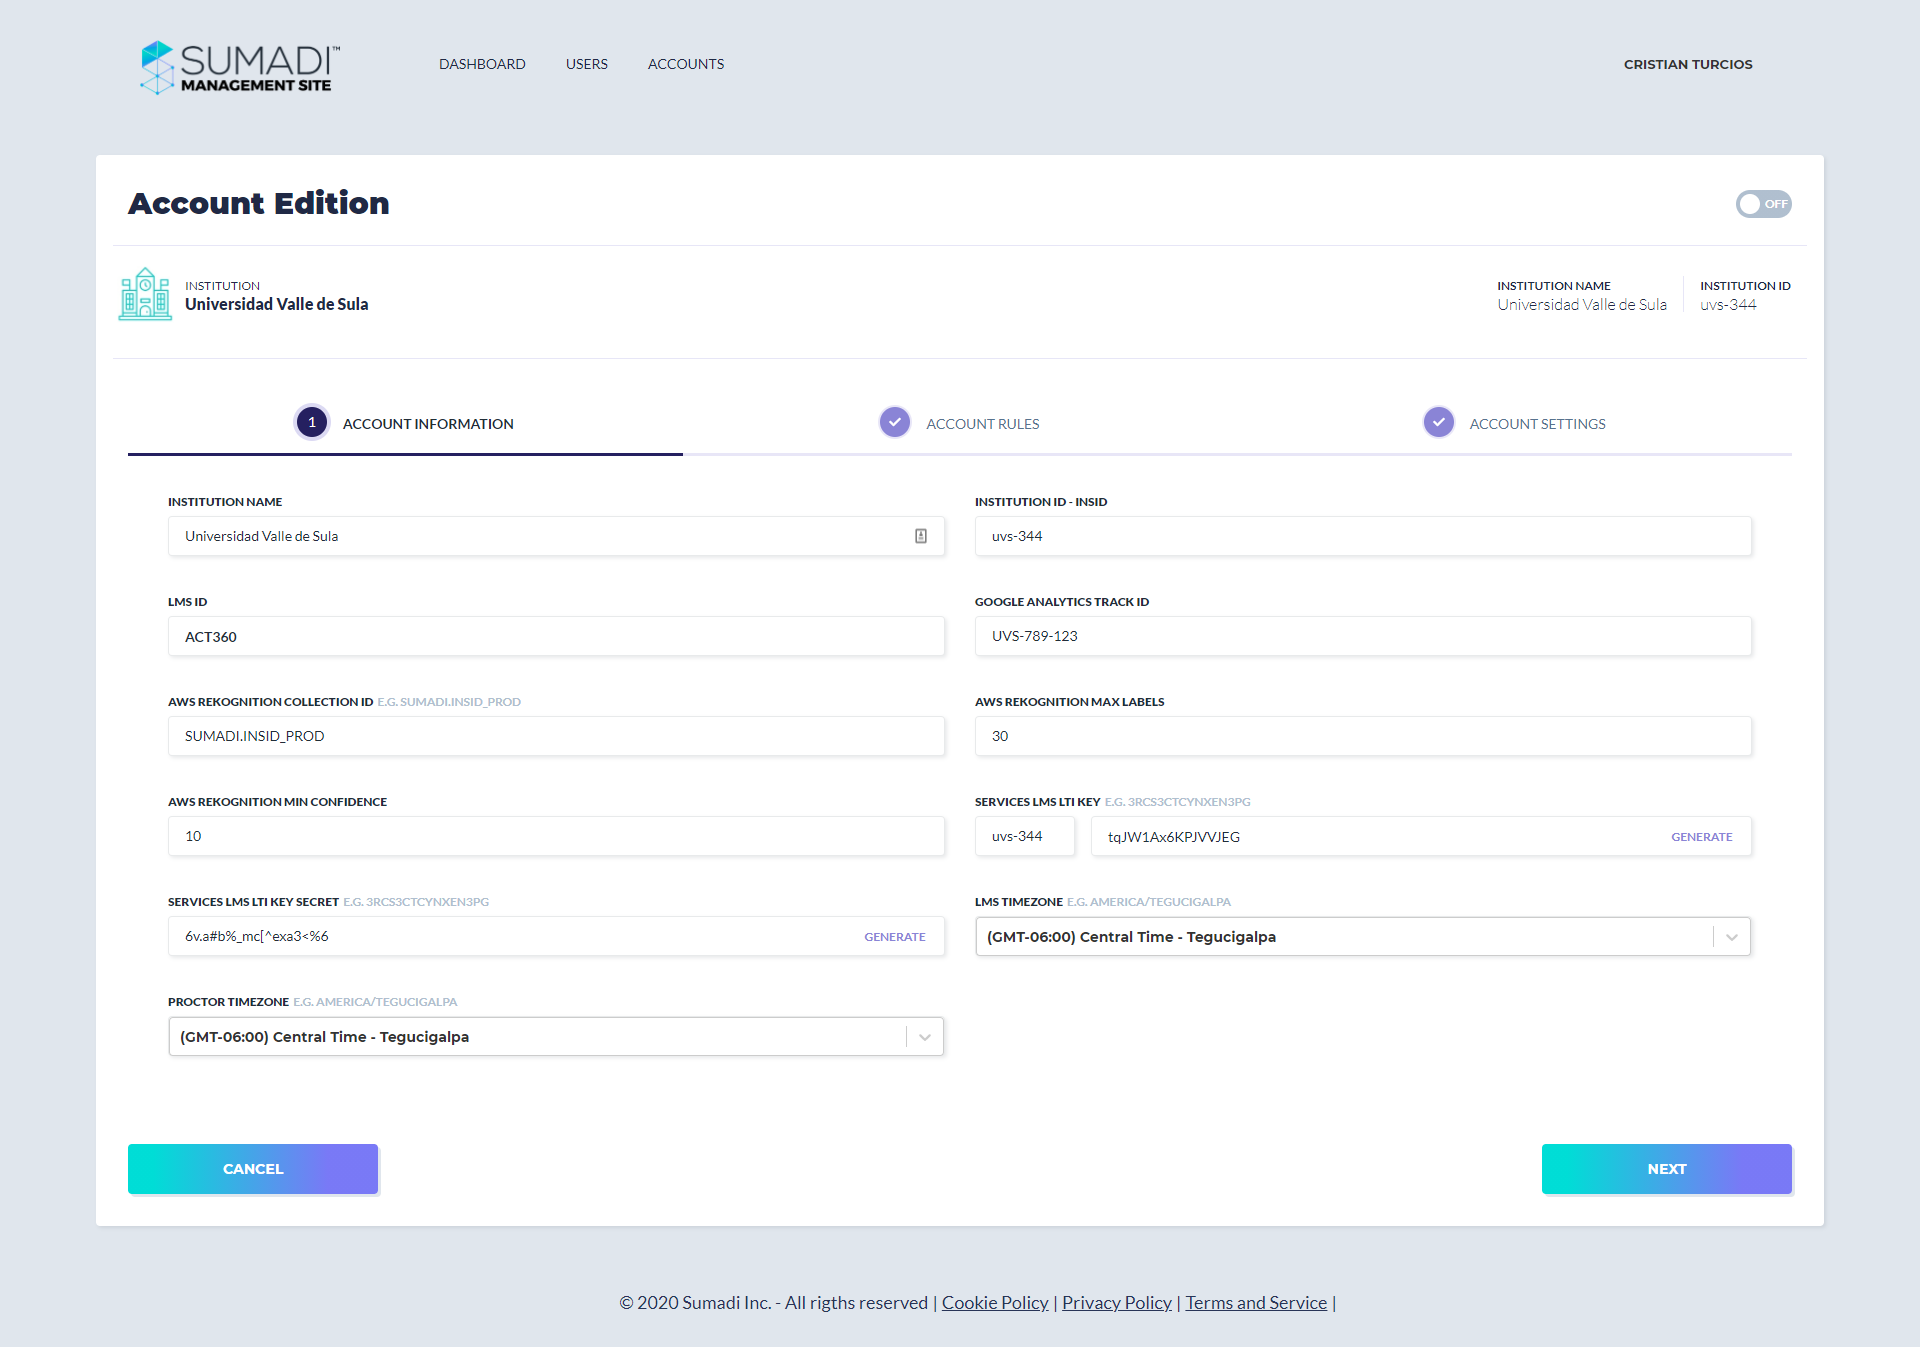 SUMADI™
MANAGEMENT SITE
DASHBOARD USERS ACCOUNTS
CRISTIAN TURCIOS
Account Edition
OFF
INSTITUTION
Universidad Valle de Sula
INSTITUTION NAME
Universidad Valle de Sula
INSTITUTION ID
uvs-344
1 ACCOUNT INFORMATION
ACCOUNT RULES
ACCOUNT SETTINGS
INSTITUTION NAME
Universidad Valle de Sula
INSTITUTION ID - INSID
uvs-344
LMS ID
ACT360
GOOGLE ANALYTICS TRACK ID
UVS-789-123
AWS REKOGNITION COLLECTION ID E.G. SUMADI.INSID_PROD
SUMADI.INSID_PROD
AWS REKOGNITION MAX LABELS
30
AWS REKOGNITION MIN CONFIDENCE
10
SERVICES LMS LTI KEY E.G. 3RCS3CTCYNXEN3PG
uvs-344 tqJW1Ax6KPJVVJEG GENERATE
SERVICES LMS LTI KEY SECRET E.G. 3RCS3CTCYNXEN3PG
6v.a#b%_mc[^exa3<%6 GENERATE
LMS TIMEZONE E.G. AMERICA/TEGUCIGALPA
(GMT-06:00) Central Time - Tegucigalpa
PROCTOR TIMEZONE E.G. AMERICA/TEGUCIGALPA
(GMT-06:00) Central Time - Tegucigalpa
CANCEL
NEXT
© 2020 Sumadi Inc. - All rigths reserved | Cookie Policy | Privacy Policy | Terms and Service |